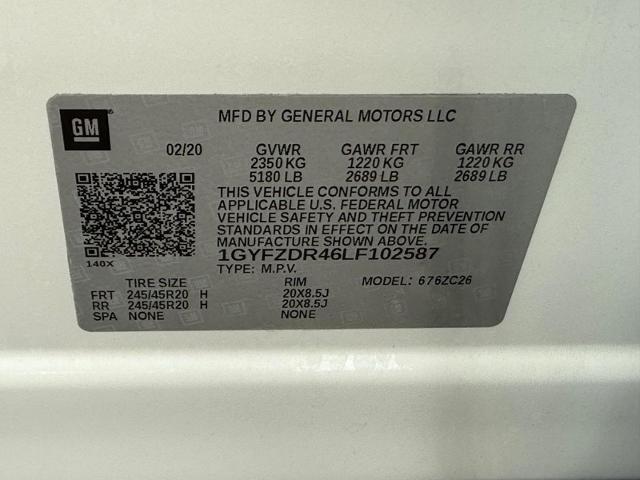 GM
MFD BY GENERAL MOTORS LLC
02/20 GVWR GAWR FRT GAWR RR
2350 KG 1220 KG 1220 KG
5180 LB 2689 LB 2689 LB
THIS VEHICLE CONFORMS TO ALL
APPLICABLE U.S. FEDERAL MOTOR
VEHICLE SAFETY AND THEFT PREVENTION
STANDARDS IN EFFECT ON THE DATE OF
MANUFACTURE SHOWN ABOVE.
140X
1GYFZDR46LF102587
TYPE: M.P.V.
TIRE SIZE RIM MODEL: 676ZC26
FRT 245/45R20 H 20X8.5J
RR 245/45R20 H 20X8.5J
SPA NONE NONE